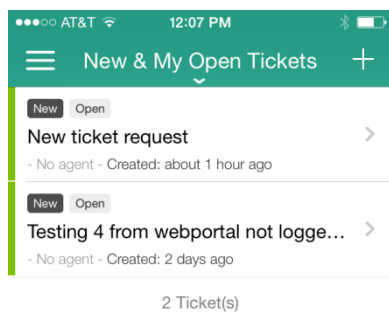 AT&T 12:07 PM
New & My Open Tickets
New Open
New ticket request
- No agent - Created: about 1 hour ago
New Open
Testing 4 from webportal not logge...
- No agent - Created: 2 days ago
2 Ticket(s)